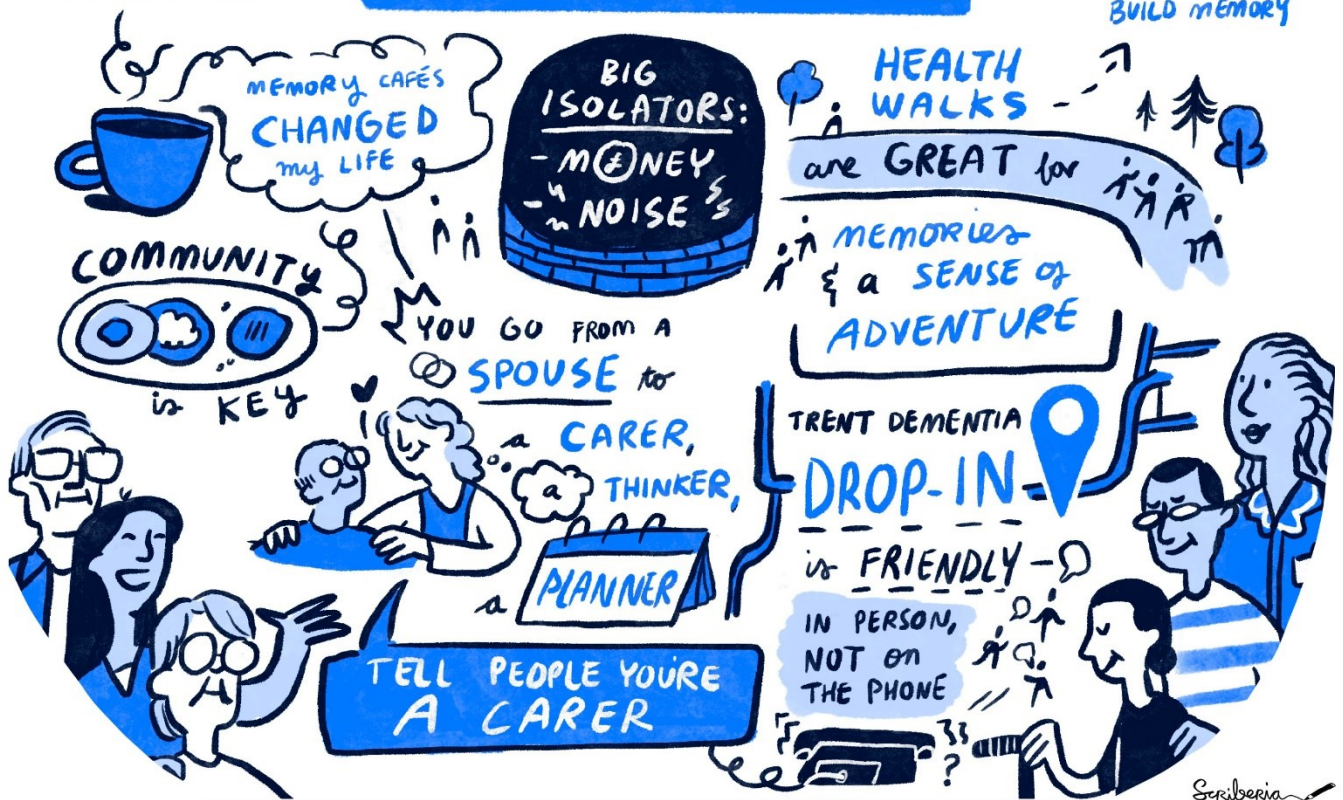 BUILD MEMORY
MEMORY CAFÉS
CHANGED
my LIFE
BIG
ISOLATORS:
- M£NEY
- NOISE
HEALTH
WALKS
are GREAT for
MEMORIES
& a SENSE of
ADVENTURE
COMMUNITY
is KEY
YOU GO FROM A
SPOUSE to
a CARER,
a THINKER,
a PLANNER
TELL PEOPLE YOU'RE
A CARER
TRENT DEMENTIA
DROP-IN
is FRIENDLY -
IN PERSON,
NOT on
THE PHONE
?
Scriberia